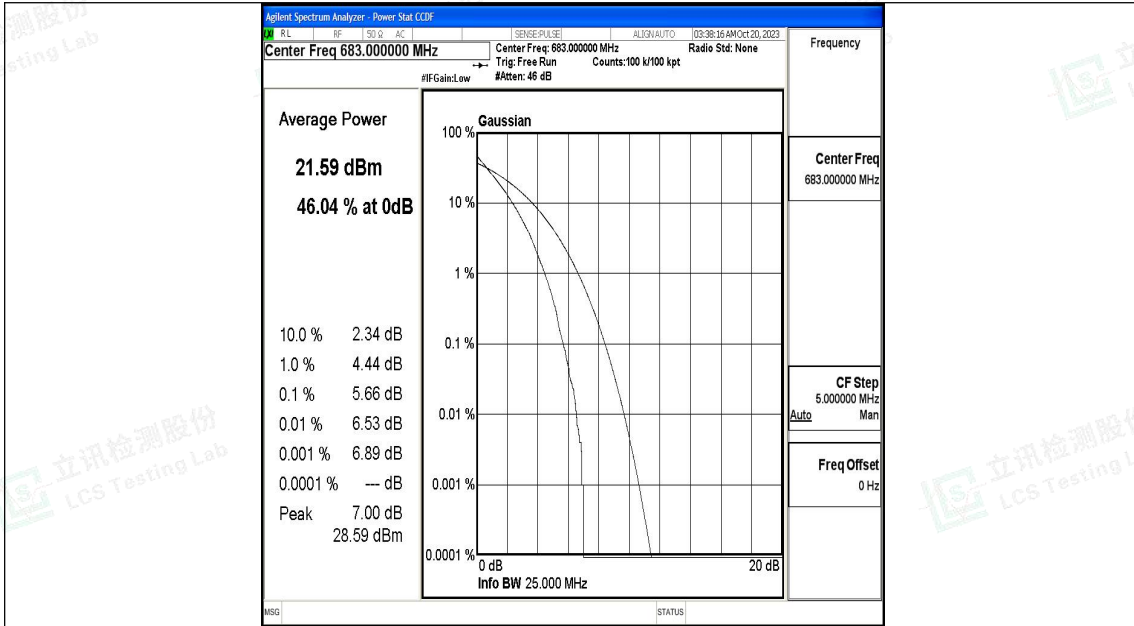 Agilent Spectrum Analyzer - Power Stat CCDF
LXI RL RF 50 Ω AC SENSE:PULSE ALIGN AUTO 03:38:16 AM Oct 20, 2023
Center Freq 683.000000 MHz
Center Freq: 683.000000 MHz Radio Std: None
Trig: Free Run Counts:100 k/100 kpt
#IFGain:Low #Atten: 46 dB
Frequency
Average Power
21.59 dBm
46.04 % at 0dB
10.0 % 2.34 dB
1.0 % 4.44 dB
0.1 % 5.66 dB
0.01 % 6.53 dB
0.001 % 6.89 dB
0.0001 % --- dB
Peak 7.00 dB
28.59 dBm
Gaussian
100 %
10 %
1 %
0.1 %
0.01 %
0.001 %
0.0001 %
0 dB 20 dB
Info BW 25.000 MHz
Center Freq
683.000000 MHz
CF Step
5.000000 MHz
Auto Man
Freq Offset
0 Hz
MSG STATUS
立讯检测股份
LCS Testing Lab
立讯检测股份
LCS Testing L
测股份
sting Lab
立